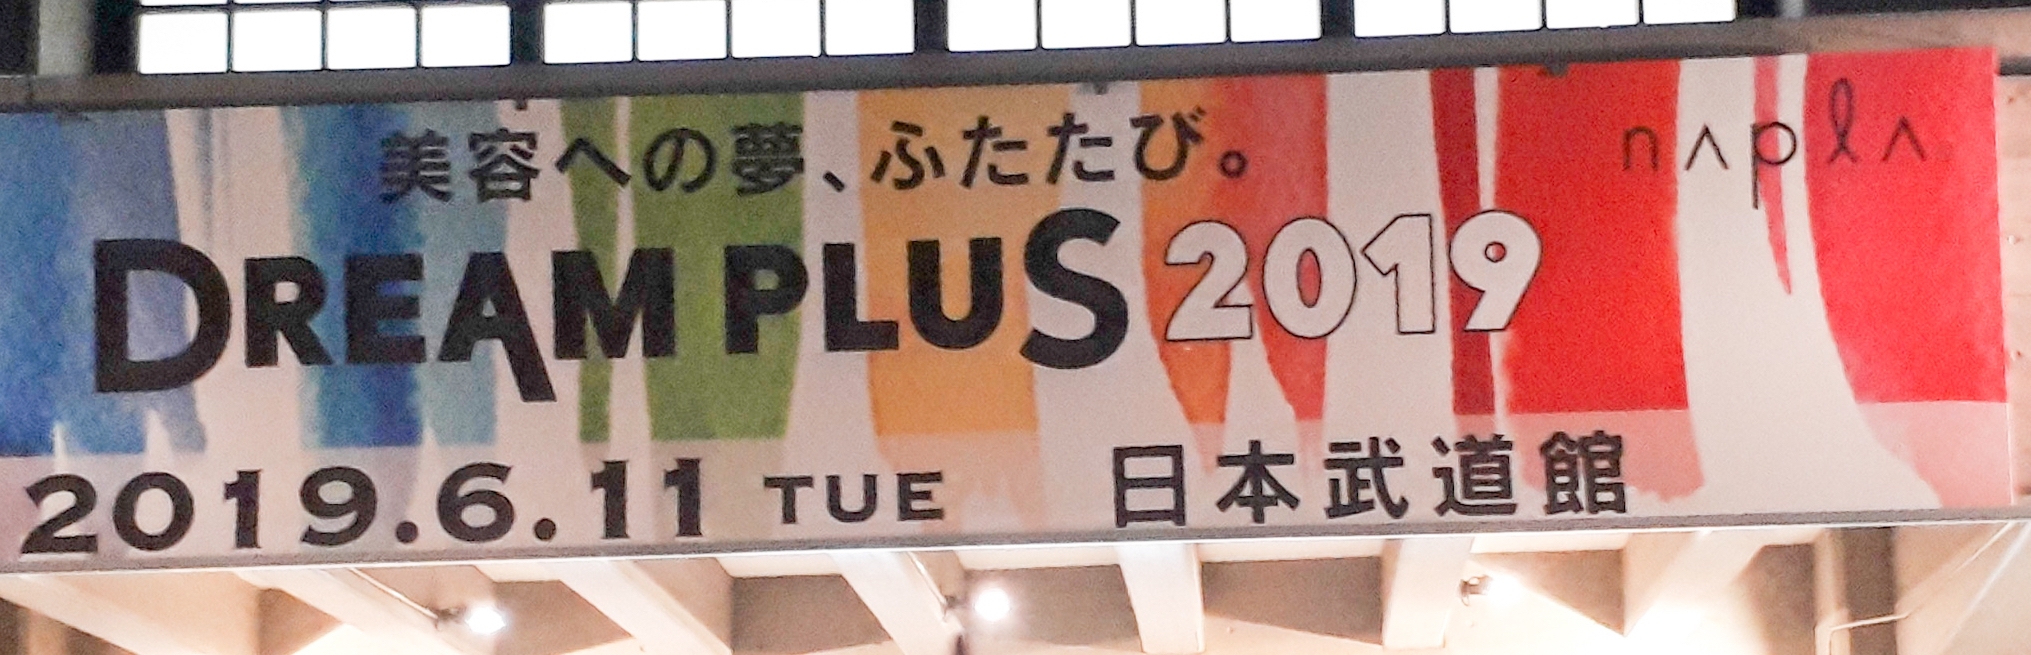 美容への夢、ふたたび。
napla
DREAM PLUS 2019
2019.6.11 TUE 日本武道館